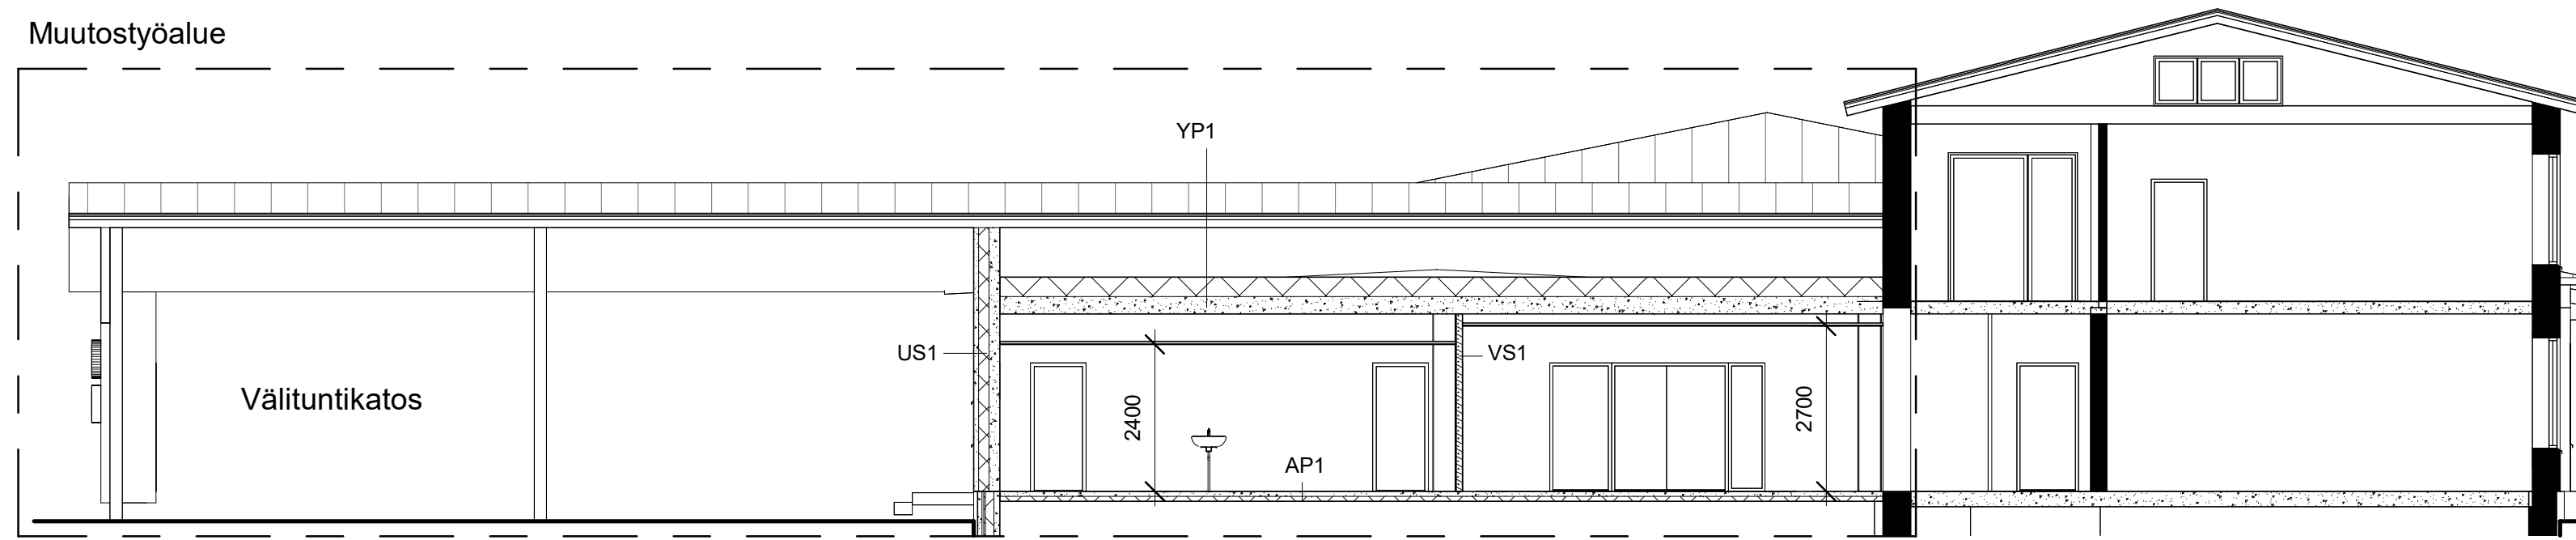 Muutostyöalue
YP1
US1
VS1
Välituntikatos
2400
2700
AP1